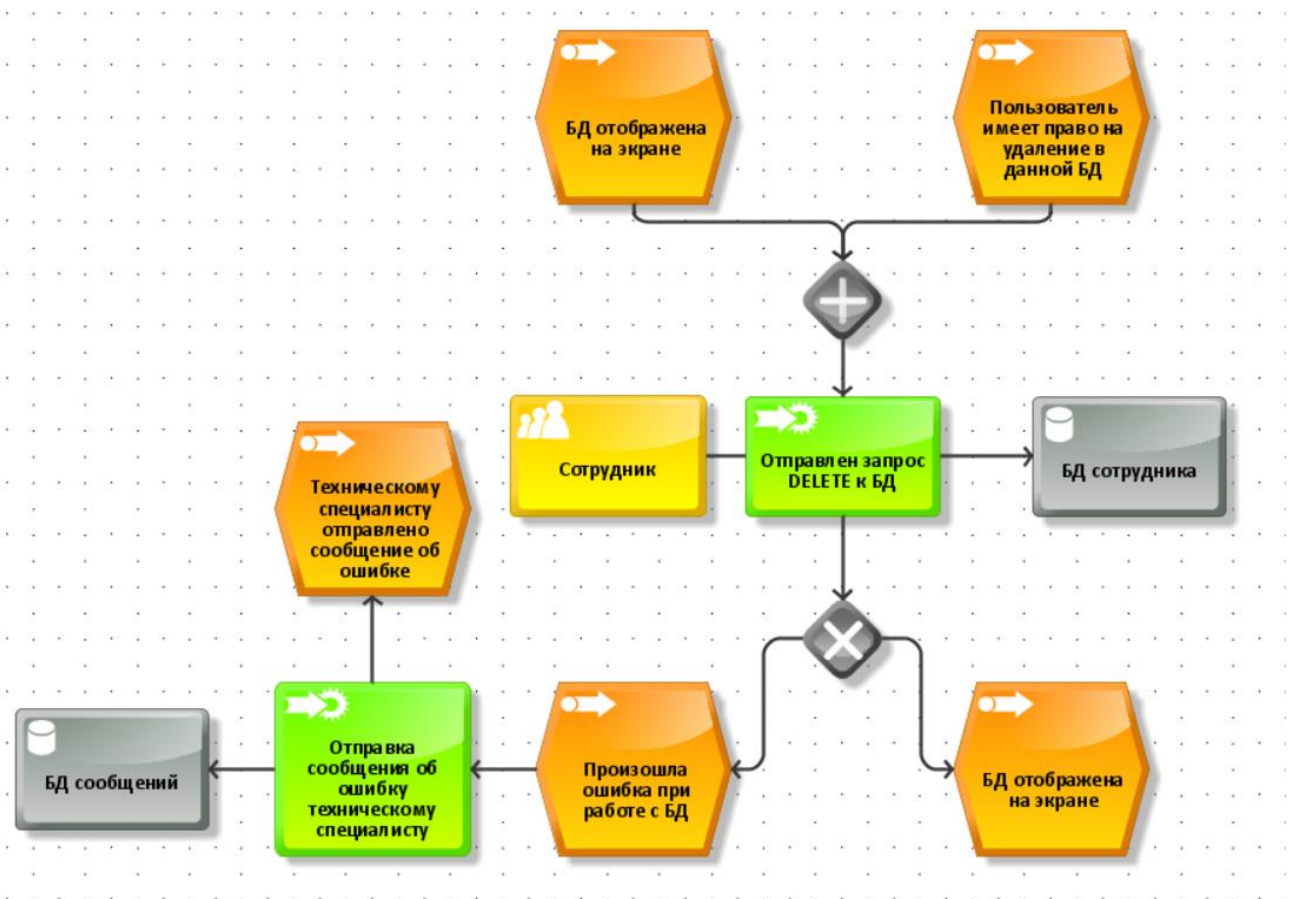 БД отображена
на экране
Пользователь
имеет право на
удаление в
данной БД
Сотрудник
Отправлен запрос
DELETE к БД
БД сотрудника
Техническому
специалисту
отправлено
сообщение об
ошибке
БД сообщений
Отправка
сообщения об
ошибку
техническому
специалисту
Произошла
ошибка при
работе с БД
БД отображена
на экране